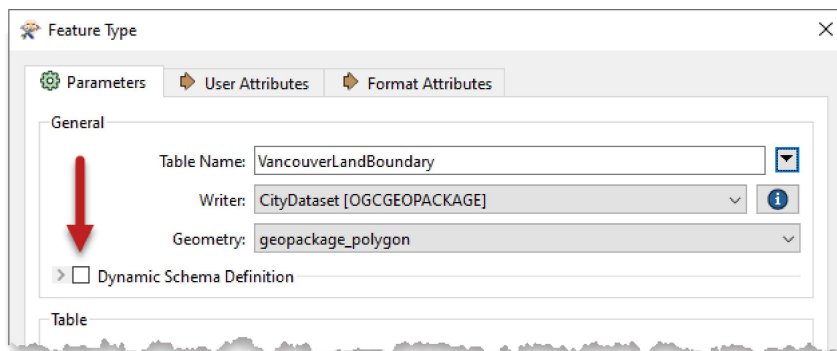 Feature Type
Parameters User Attributes Format Attributes
General
Table Name: VancouverLandBoundary
Writer: CityDataset [OGCGEOPACKAGE]
Geometry: geopackage_polygon
Dynamic Schema Definition
Table